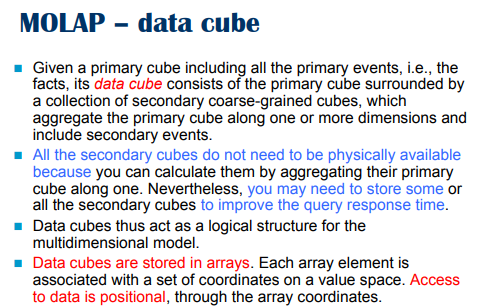 MOLAP – data cube
Given a primary cube including all the primary events, i.e., the
facts, its data cube consists of the primary cube surrounded by
a collection of secondary coarse-grained cubes, which
aggregate the primary cube along one or more dimensions and
include secondary events.
All the secondary cubes do not need to be physically available
because you can calculate them by aggregating their primary
cube along one. Nevertheless, you may need to store some or
all the secondary cubes to improve the query response time.
Data cubes thus act as a logical structure for the
multidimensional model.
Data cubes are stored in arrays. Each array element is
associated with a set of coordinates on a value space. Access
to data is positional, through the array coordinates.